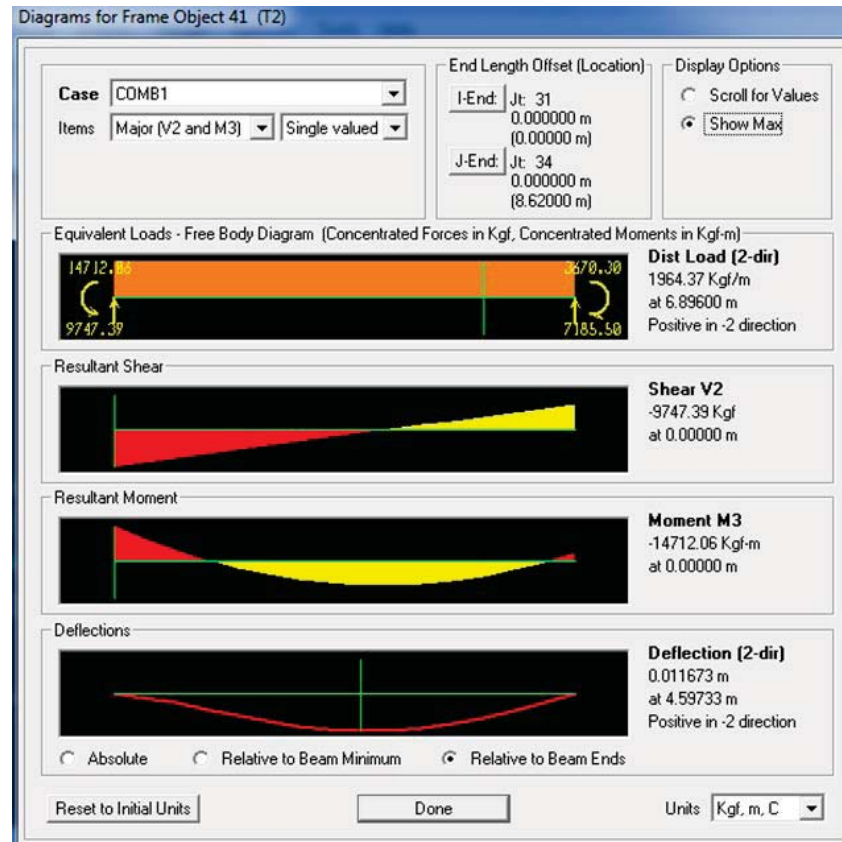 Diagrams for Frame Object 41 (T2)
Case COMB1
Items Major (V2 and M3) Single valued
End Length Offset (Location)
I-End: Jt: 31
0.000000 m
(0.00000 m)
J-End: Jt: 34
0.000000 m
(8.62000 m)
Display Options
Scroll for Values
Show Max
Equivalent Loads - Free Body Diagram (Concentrated Forces in Kgf, Concentrated Moments in Kgf-m)
14712.06 3670.30
9747.39 7185.50
Dist Load (2-dir)
1964.37 Kgf/m
at 6.89600 m
Positive in -2 direction
Resultant Shear
Shear V2
-9747.39 Kgf
at 0.00000 m
Resultant Moment
Moment M3
-14712.06 Kgf-m
at 0.00000 m
Deflections
Deflection (2-dir)
0.011673 m
at 4.59733 m
Positive in -2 direction
Absolute Relative to Beam Minimum Relative to Beam Ends
Reset to Initial Units Done Units Kgf, m, C